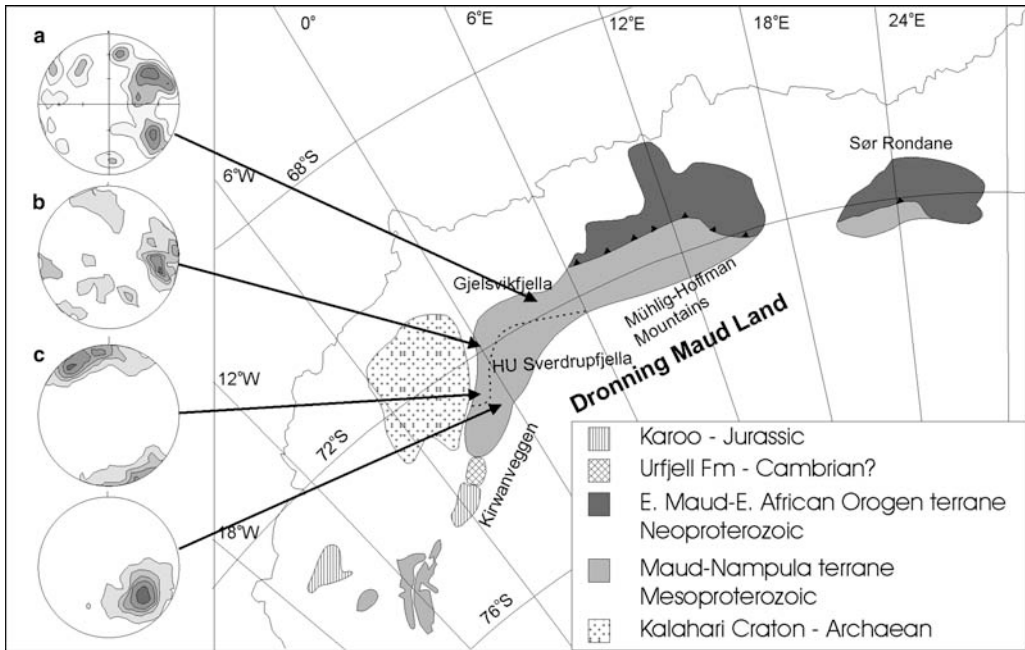 a
b
c
0°
6°E
12°E
18°E
24°E
68°S
6°W
12°W
72°S
18°W
76°S
Sør Rondane
Gjelsvikfjella
Mühlig-Hoffman
Mountains
HU Sverdrupfjella
Dronning Maud Land
Kirwanveggen
Karoo - Jurassic
Urfjell Fm - Cambrian?
E. Maud-E. African Orogen terrane
Neoproterozoic
Maud-Nampula terrane
Mesoproterozoic
Kalahari Craton - Archaean